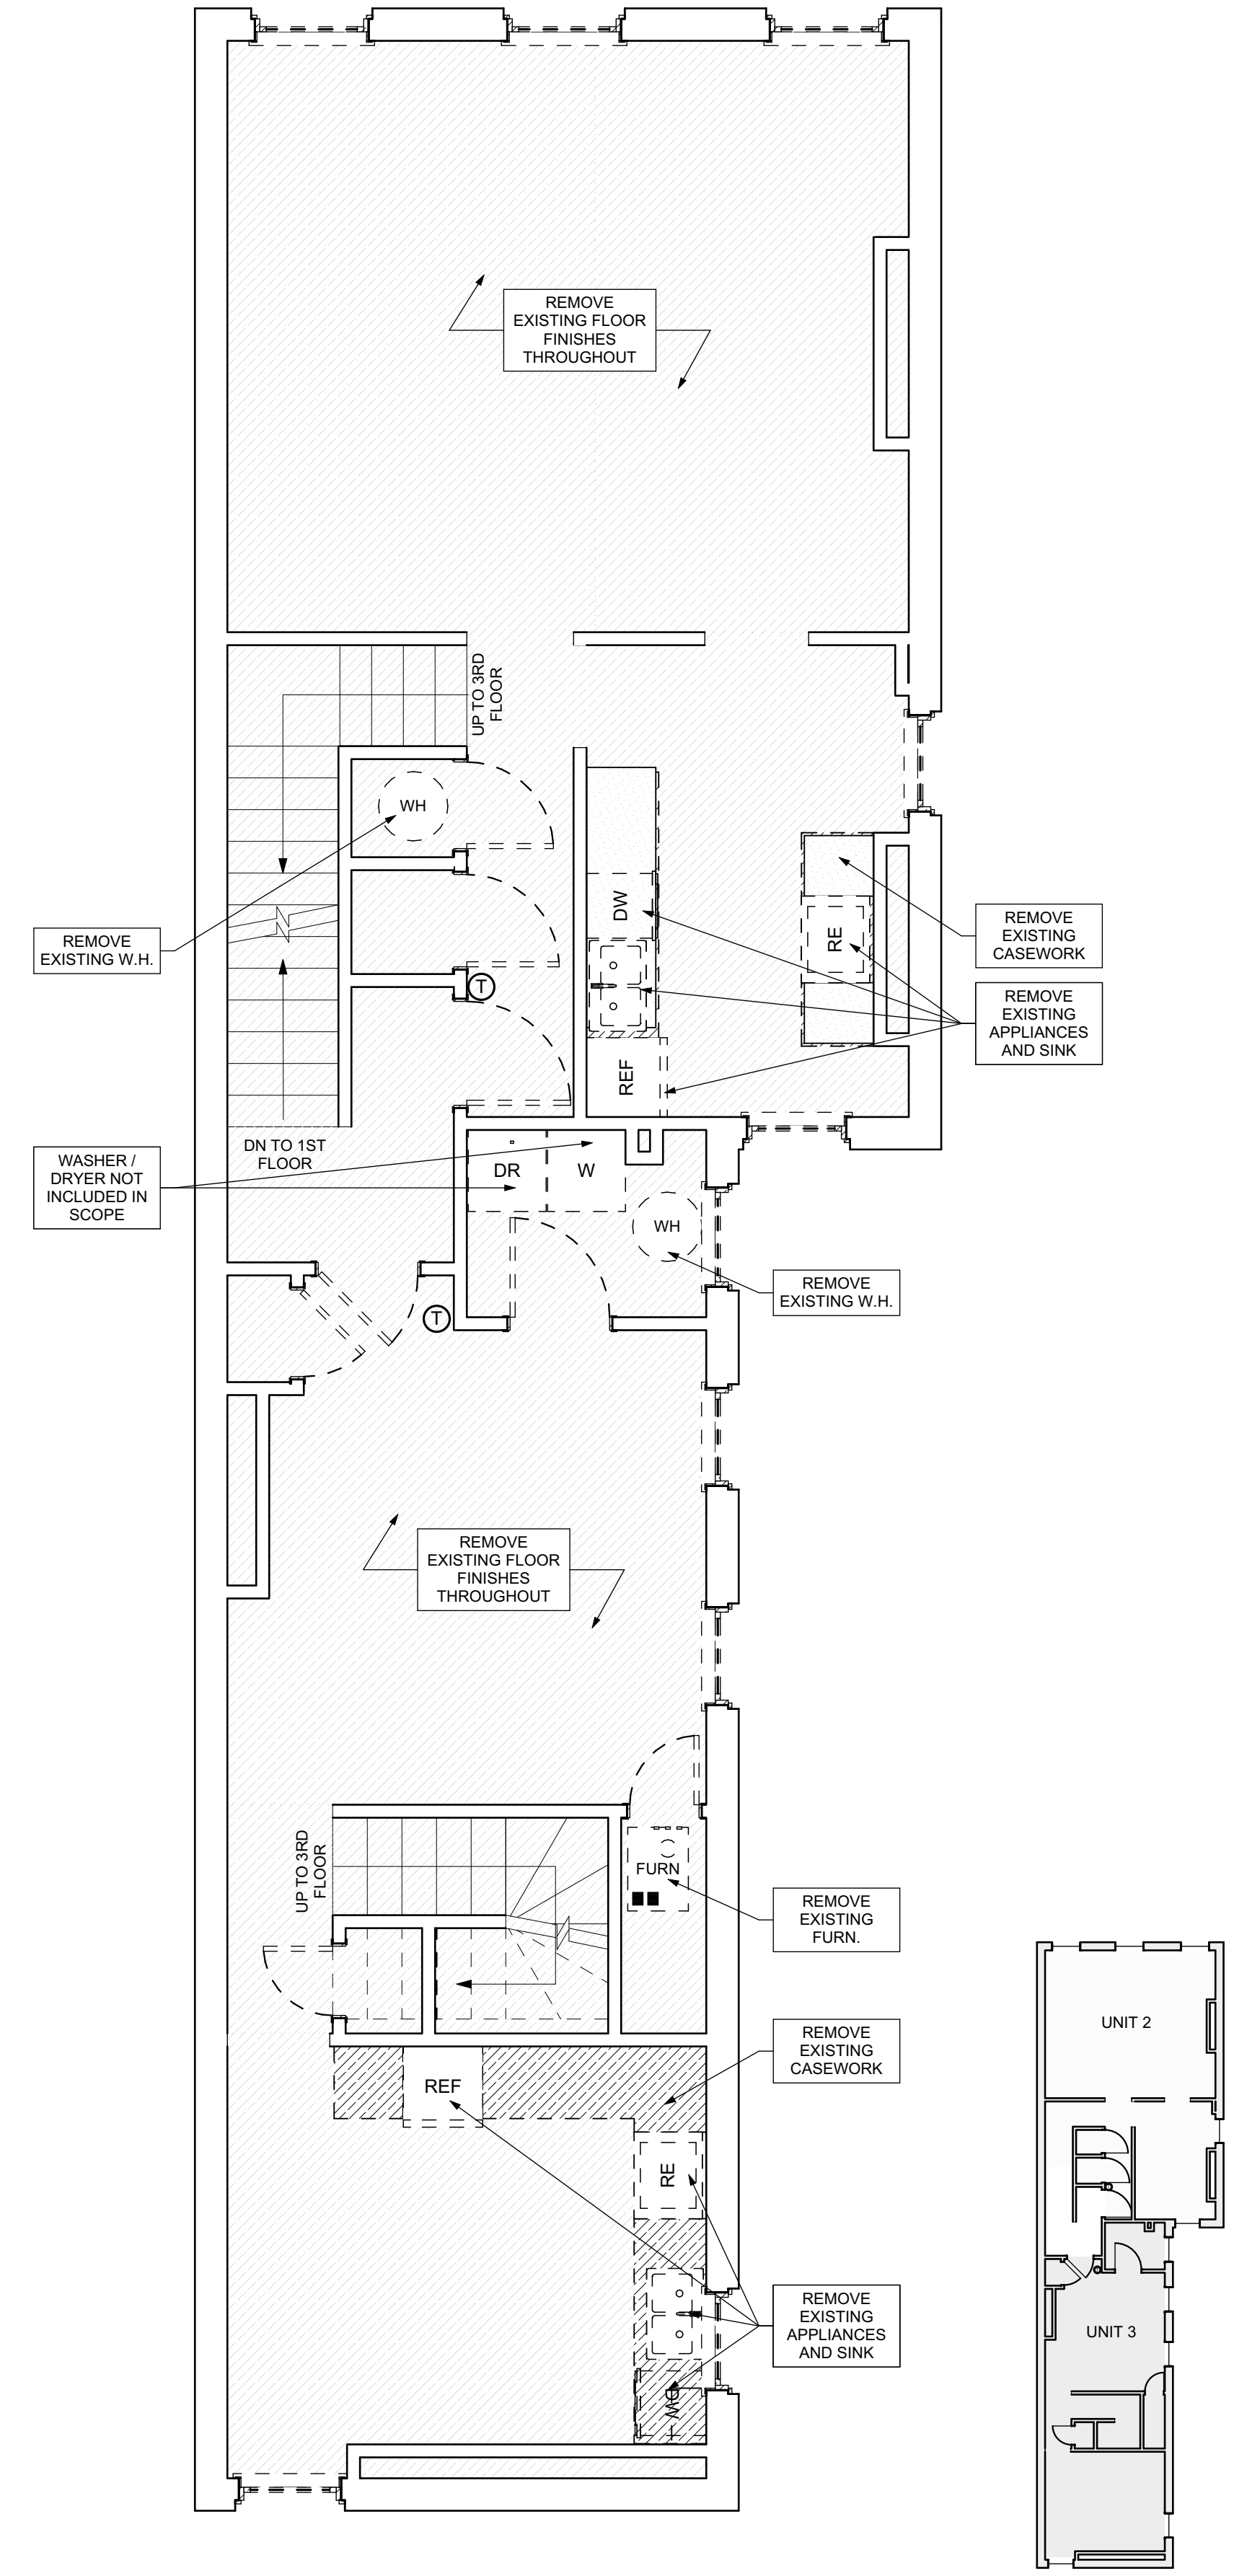 REMOVE
EXISTING FLOOR
FINISHES
THROUGHOUT
UP TO 3RD
FLOOR
WH
REMOVE
EXISTING W.H.
DW
RE
REMOVE
EXISTING
CASEWORK
T
REMOVE
EXISTING
APPLIANCES
AND SINK
REF
DN TO 1ST
FLOOR
WASHER /
DRYER NOT
INCLUDED IN
SCOPE
DR
W
WH
REMOVE
EXISTING W.H.
T
REMOVE
EXISTING FLOOR
FINISHES
THROUGHOUT
UP TO 3RD
FLOOR
FURN
REMOVE
EXISTING
FURN.
REMOVE
EXISTING
CASEWORK
REF
RE
REMOVE
EXISTING
APPLIANCES
AND SINK
DW
UNIT 2
UNIT 3